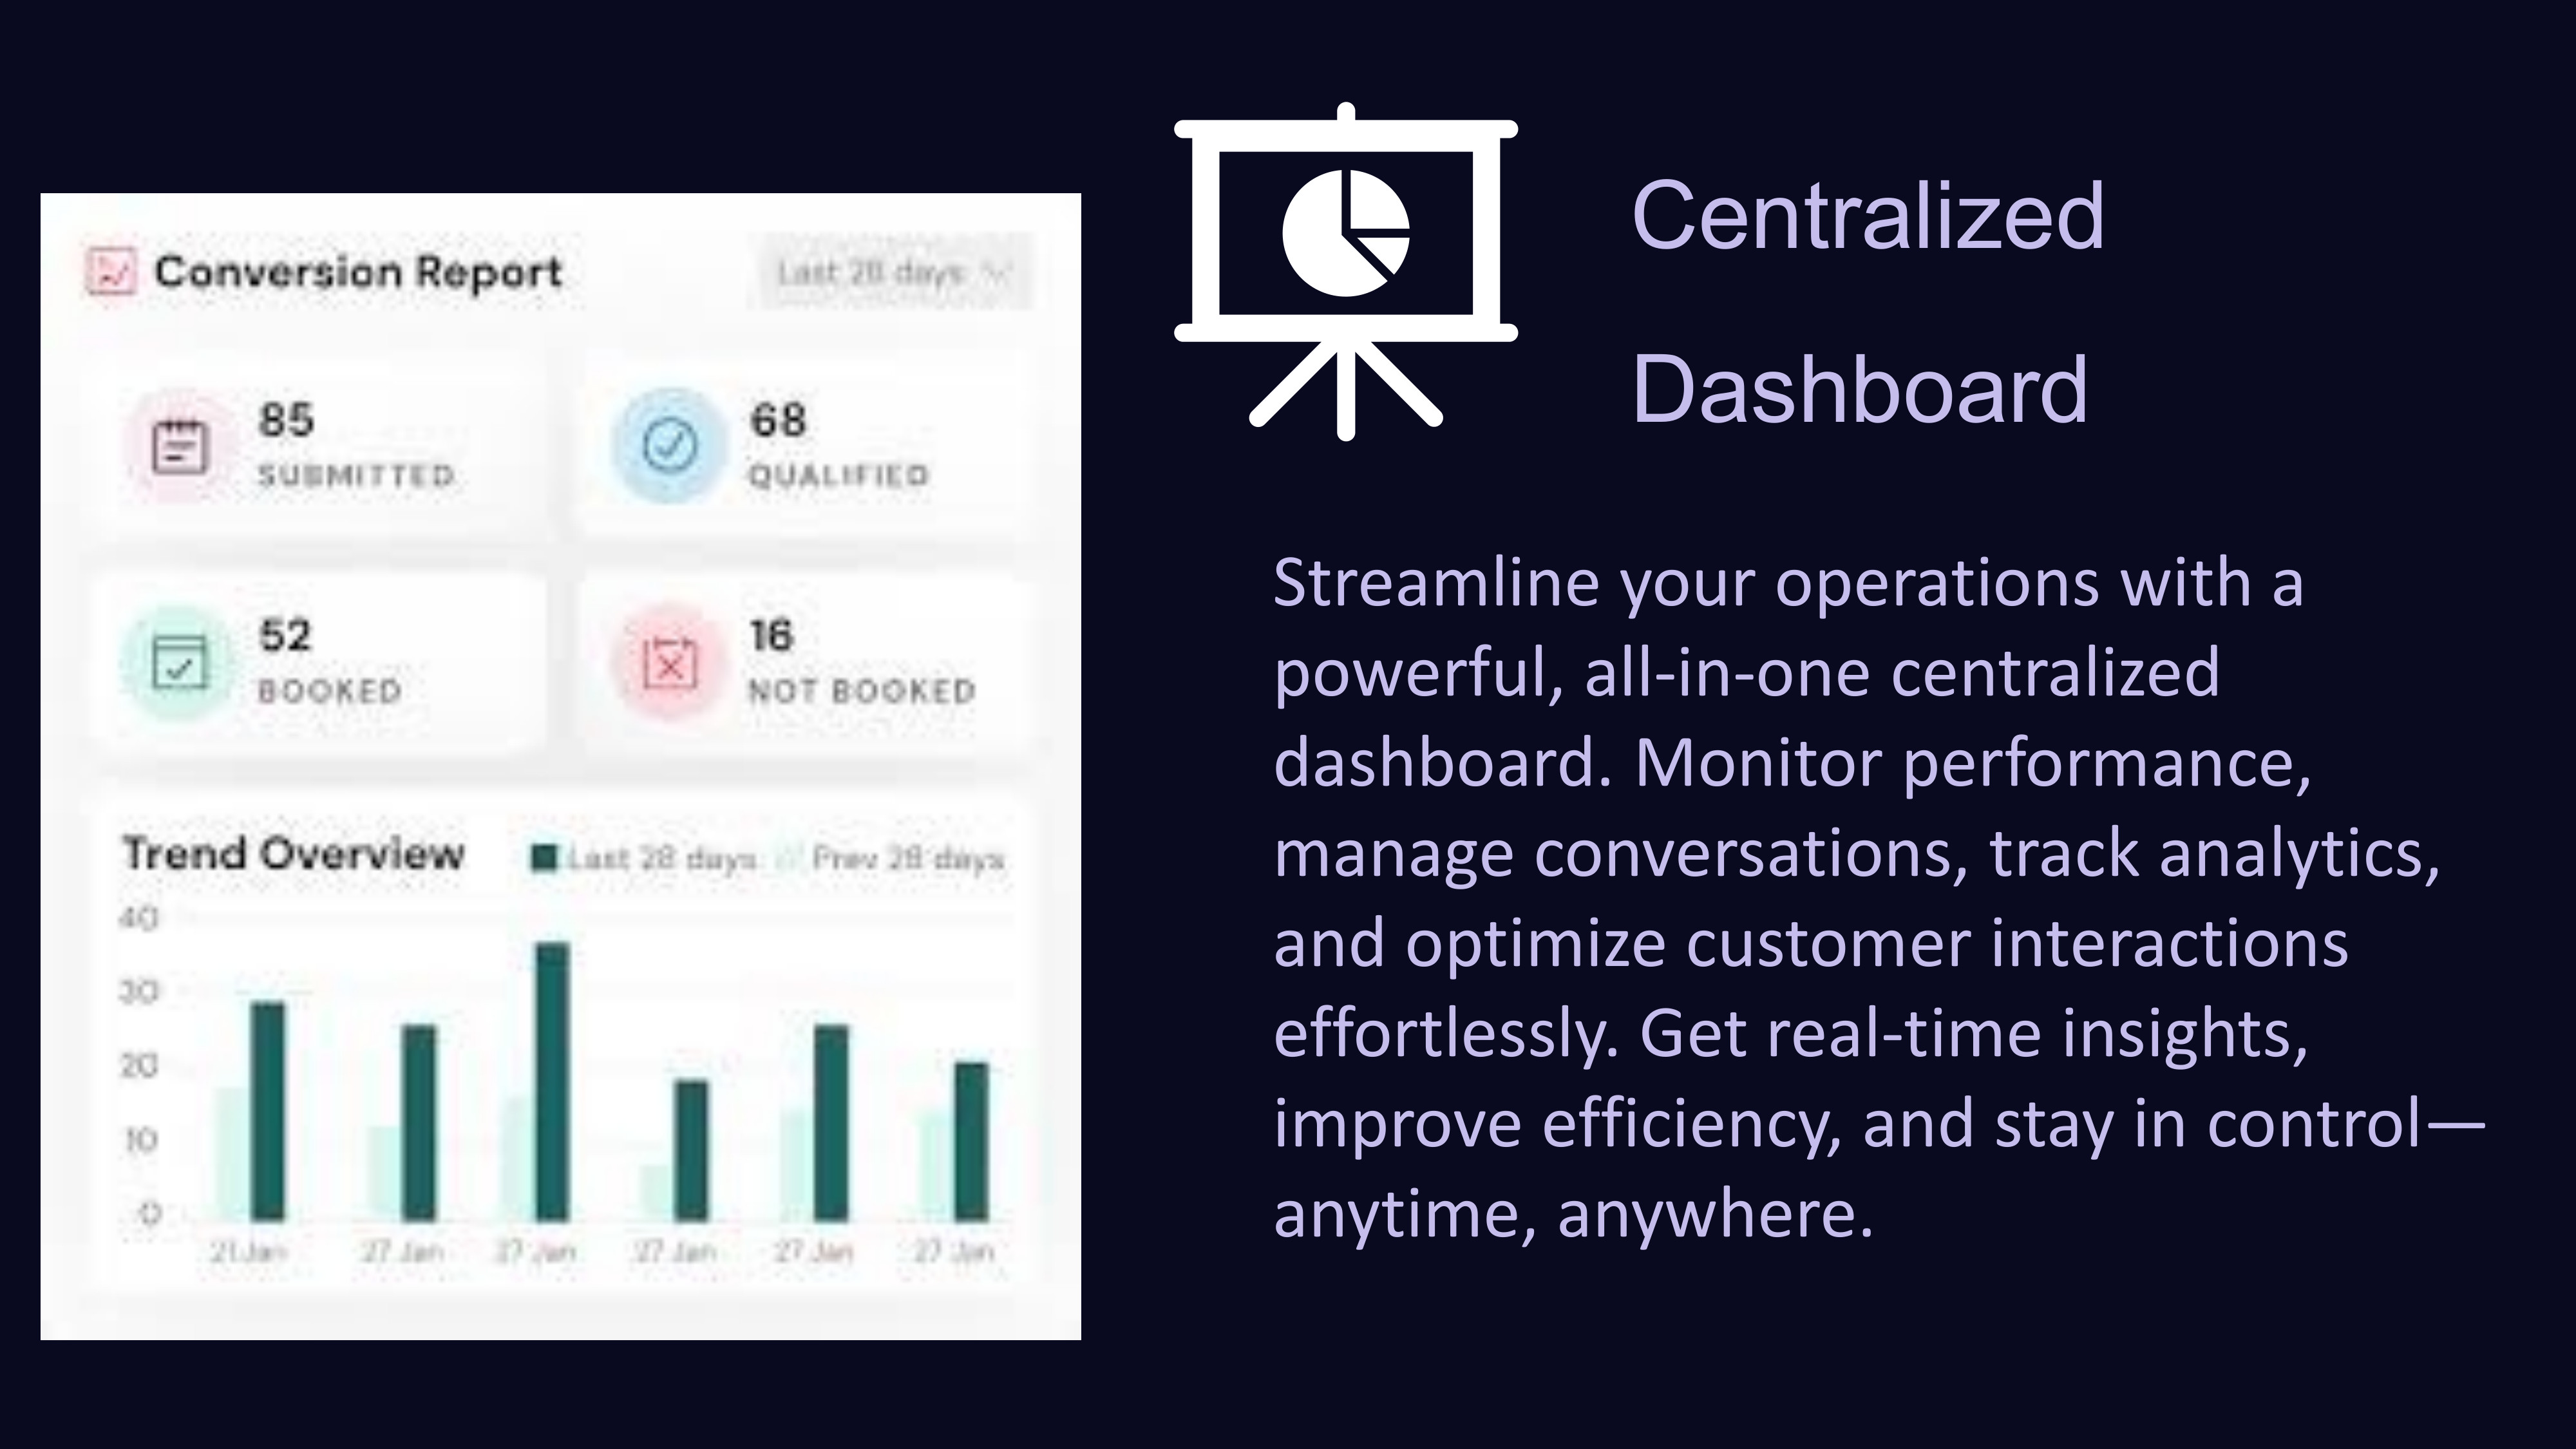 Conversion Report
Last 28 days
85
SUBMITTED
68
QUALIFIED
52
BOOKED
16
NOT BOOKED
Trend Overview
Last 28 days
Prev 28 days
40
30
20
10
0
21 Jan
27 Jan
27 Jan
27 Jan
27 Jan
27 Jan
Centralized
Dashboard
Streamline your operations with a
powerful, all-in-one centralized
dashboard. Monitor performance,
manage conversations, track analytics,
and optimize customer interactions
effortlessly. Get real-time insights,
improve efficiency, and stay in control—
anytime, anywhere.